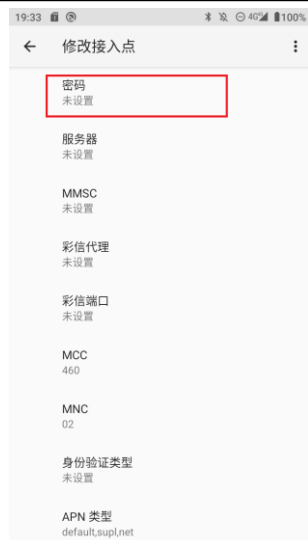 19:33 4G 100%
修改接入点
密码
未设置
服务器
未设置
MMSC
未设置
彩信代理
未设置
彩信端口
未设置
MCC
460
MNC
02
身份验证类型
未设置
APN 类型
default,supl,net